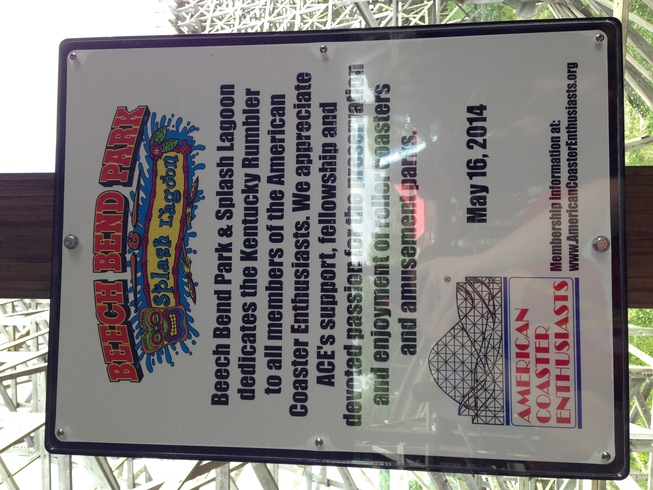 BEECH BEND PARK
Splash Lagoon
Beech Bend Park & Splash Lagoon
dedicates the Kentucky Rumbler
to all members of the American
Coaster Enthusiasts. We appreciate
ACE's support, fellowship and
devoted passion for the preservation
and enjoyment of roller coasters
and amusement parks.
May 16, 2014
®
AMERICAN
COASTER
ENTHUSIASTS
Membership information at:
www.AmericanCoasterEnthusiasts.org